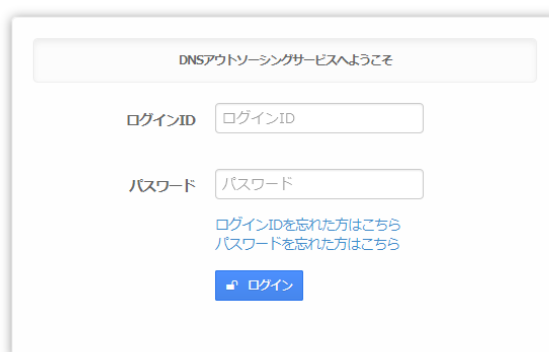 DNSアウトソーシングサービスへようこそ
ログインID ログインID
パスワード パスワード
ログインIDを忘れた方はこちら
パスワードを忘れた方はこちら
ログイン